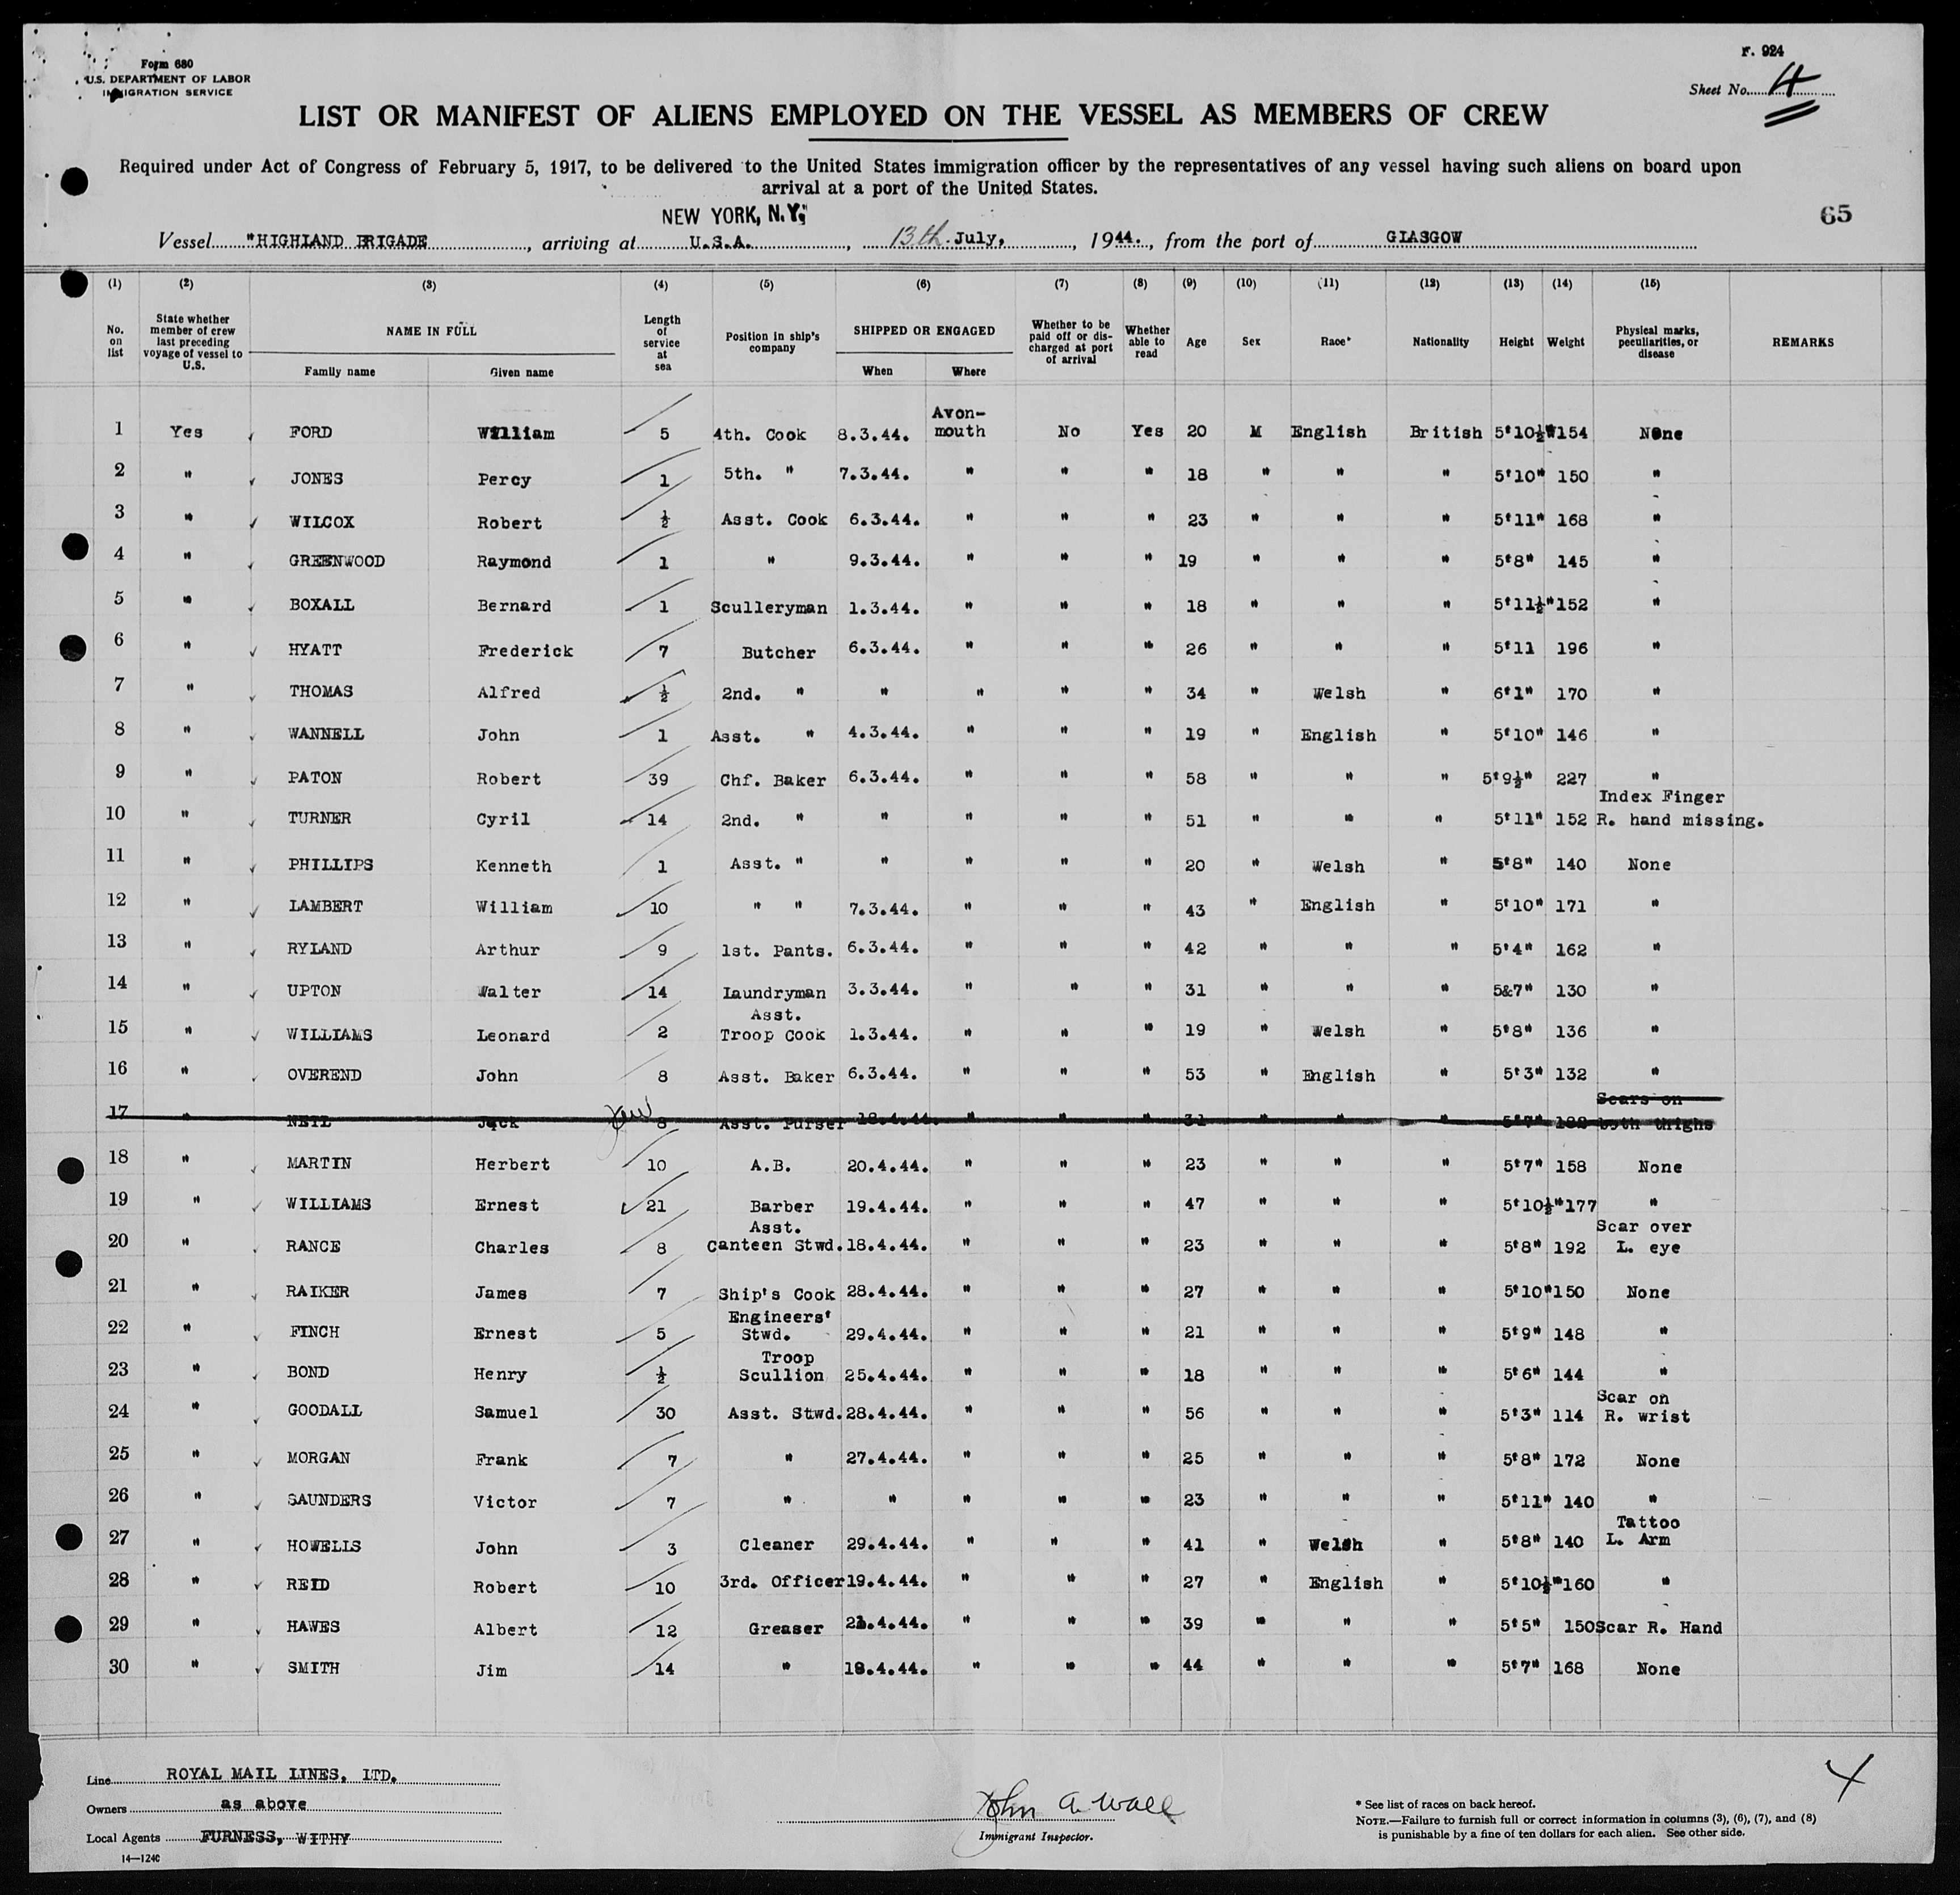 Form 680
U.S. DEPARTMENT OF LABOR
IMMIGRATION SERVICE
F. 924
Sheet No. 4
LIST OR MANIFEST OF ALIENS EMPLOYED ON THE VESSEL AS MEMBERS OF CREW
Required under Act of Congress of February 5, 1917, to be delivered to the United States immigration officer by the representatives of any vessel having such aliens on board upon
arrival at a port of the United States.
65
NEW YORK, N.Y.
Vessel "HIGHLAND BRIGADE, arriving at U.S.A., 13th July, 1944., from the port of GLASGOW
(1) (2) (3) (4) (5) (6) (7) (8) (9) (10) (11) (12) (13) (14) (15)
No. on list State whether member of crew last preceding voyage of vessel to U.S. NAME IN FULL Family name Given name Length of service at sea Position in ship's company SHIPPED OR ENGAGED When Where Whether to be paid off or discharged at port of arrival Whether able to read Age Sex Race* Nationality Height Weight Physical marks, peculiarities, or disease REMARKS
1 Yes FORD William 5 4th. Cook 8.3.44. Avon-mouth No Yes 20 M English British 5'10½" 154 None
2 " JONES Percy 1 5th. " 7.3.44. " " " 18 " " " 5'10" 150 "
3 " WILCOX Robert ½ Asst. Cook 6.3.44. " " " 23 " " " 5'11" 168 "
4 " GREENWOOD Raymond 1 " 9.3.44. " " " 19 " " " 5'8" 145 "
5 " BOXALL Bernard 1 Sculleryman 1.3.44. " " " 18 " " " 5'11½" 152 "
6 " HYATT Frederick 7 Butcher 6.3.44. " " " 26 " " " 5'11 196 "
7 " THOMAS Alfred ½ 2nd. " " " " " 34 " Welsh " 6'1" 170 "
8 " WANNELL John 1 Asst. " 4.3.44. " " " 19 " English " 5'10" 146 "
9 " PATON Robert 39 Chf. Baker 6.3.44. " " " 58 " " " 5'9½" 227 "
10 " TURNER Cyril 14 2nd. " " " " " 51 " " " 5'11" 152 Index Finger R. hand missing.
11 " PHILLIPS Kenneth 1 Asst. " " " " " 20 " Welsh " 5'8" 140 None
12 " LAMBERT William 10 " " 7.3.44. " " " 43 " English " 5'10" 171 "
13 " RYLAND Arthur 9 1st. Pants. 6.3.44. " " " 42 " " " 5'4" 162 "
14 " UPTON Walter 14 Laundryman 3.3.44. " " " 31 " " " 5&7" 130 "
15 " WILLIAMS Leonard 2 Asst. Troop Cook 1.3.44. " " " 19 " Welsh " 5'8" 136 "
16 " OVEREND John 8 Asst. Baker 6.3.44. " " " 53 " English " 5'3" 132 "
17 " NEIL Jack 8 Asst. Purser 18.4.44. " " " 31 " " " 5'7" 182 Scars on both thighs
18 " MARTIN Herbert 10 A.B. 20.4.44. " " " 23 " " " 5'7" 158 None
19 " WILLIAMS Ernest 21 Barber 19.4.44. " " " 47 " " " 5'10½" 177 "
20 " RANCE Charles 8 Asst. Canteen Stwd. 18.4.44. " " " 23 " " " 5'8" 192 Scar over L. eye
21 " RAIKER James 7 Ship's Cook 28.4.44. " " " 27 " " " 5'10" 150 None
22 " FINCH Ernest 5 Engineers' Stwd. 29.4.44. " " " 21 " " " 5'9" 148 "
23 " BOND Henry ½ Troop Scullion 25.4.44. " " " 18 " " " 5'6" 144 "
24 " GOODALL Samuel 30 Asst. Stwd. 28.4.44. " " " 56 " " " 5'3" 114 Scar on R. wrist
25 " MORGAN Frank 7 " 27.4.44. " " " 25 " " " 5'8" 172 None
26 " SAUNDERS Victor 7 " " " " " 23 " " " 5'11" 140 "
27 " HOWELLS John 3 Cleaner 29.4.44. " " " 41 " Welsh " 5'8" 140 Tattoo L. Arm
28 " REID Robert 10 3rd. Officer 19.4.44. " " " 27 " English " 5'10½" 160 "
29 " HAWES Albert 12 Greaser 21.4.44. " " " 39 " " " 5'5" 150 Scar R. Hand
30 " SMITH Jim 14 " 18.4.44. " " " 44 " " " 5'7" 168 None
Line ROYAL MAIL LINES, LTD.
Owners as above
Local Agents FURNESS, WITHY
14—1240
John A. Wall
Immigrant Inspector.
4
* See list of races on back hereof.
NOTE.—Failure to furnish full or correct information in columns (3), (6), (7), and (8)
is punishable by a fine of ten dollars for each alien. See other side.